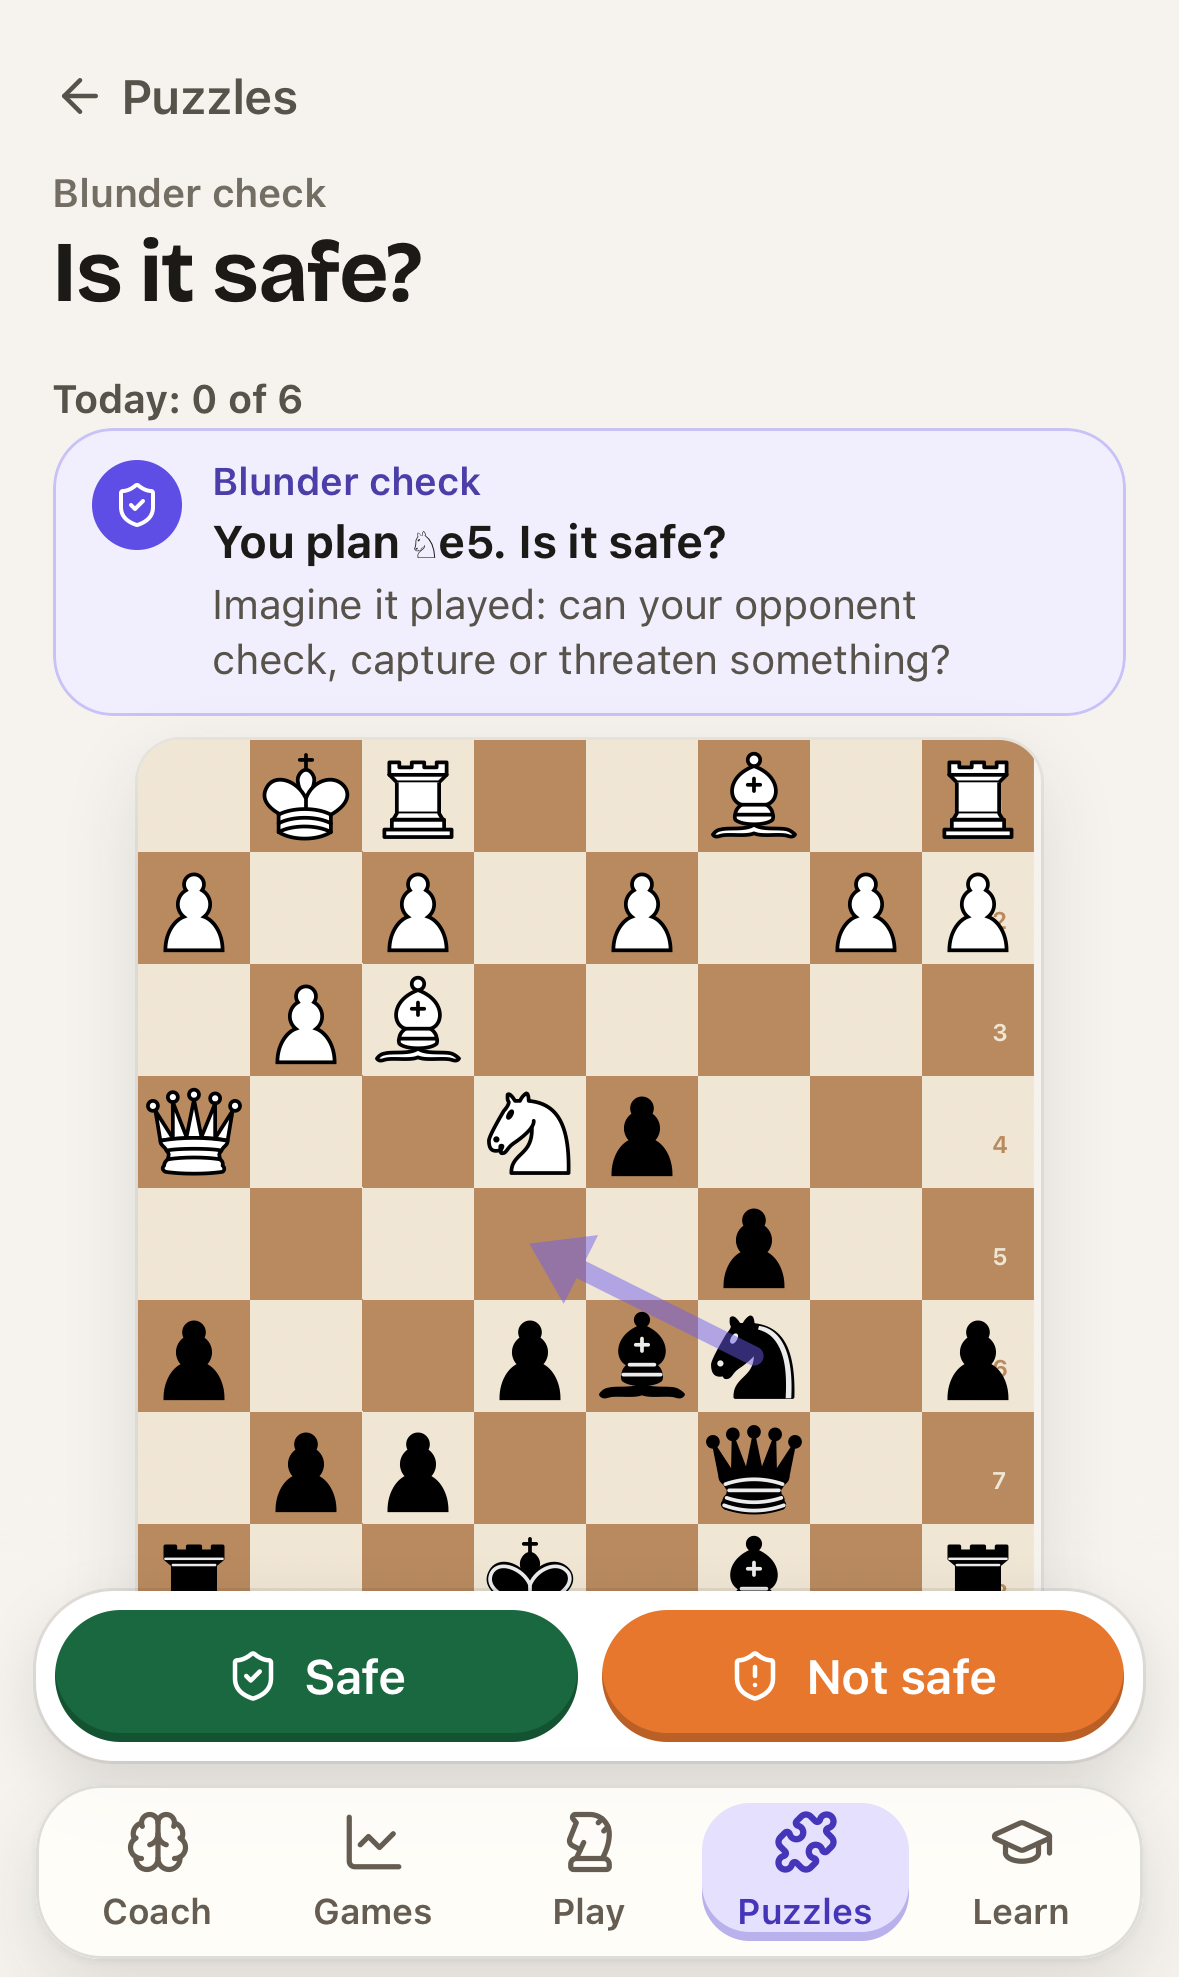 Puzzles
Blunder check
Is it safe?
Today: 0 of 6
Blunder check
You plan ♘e5. Is it safe?
Imagine it played: can your opponent
check, capture or threaten something?
2
3
4
5
6
7
Safe
Not safe
Coach
Games
Play
Puzzles
Learn